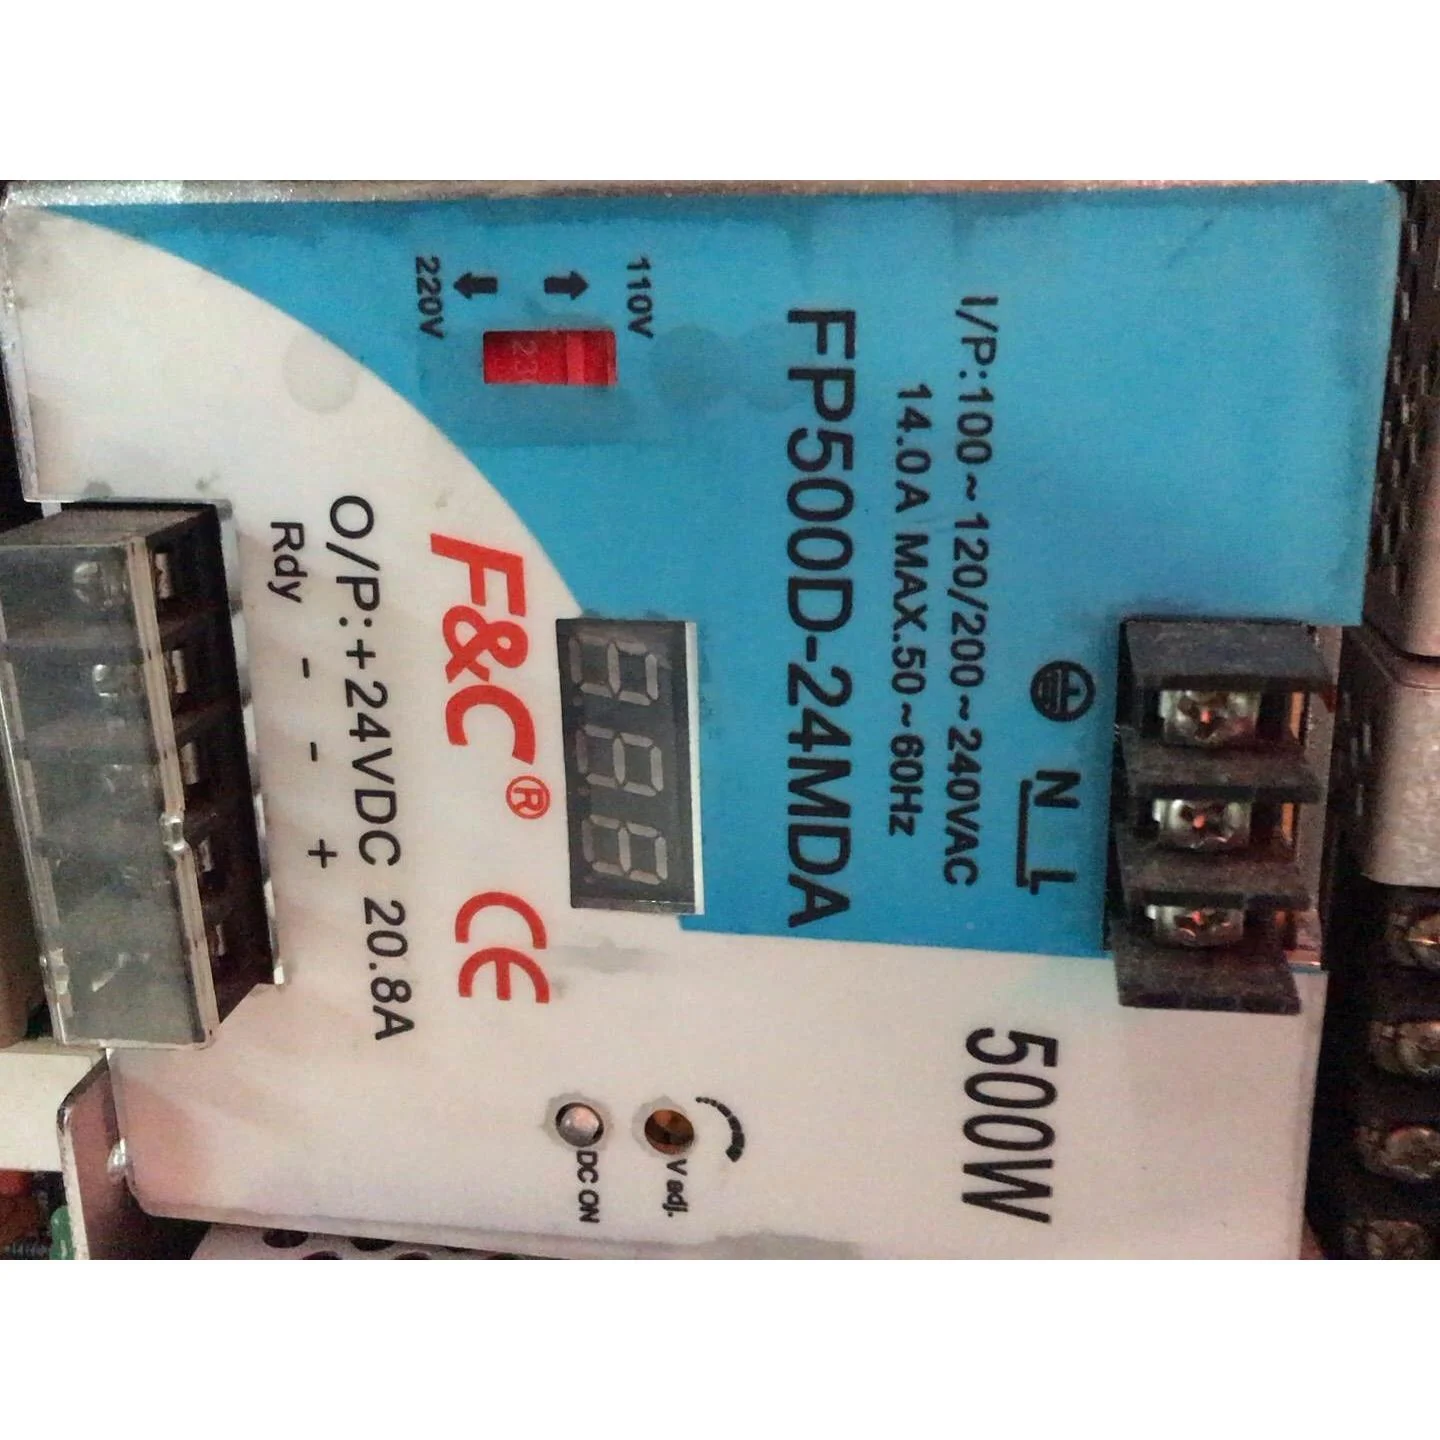 I/P:100~120/200~240VAC
14.0A MAX.50~60Hz
N L
FP500D-24MDA
500W
110V
220V
V adj.
DC ON
F&C® CE
O/P:+24VDC 20.8A
Rdy - - +